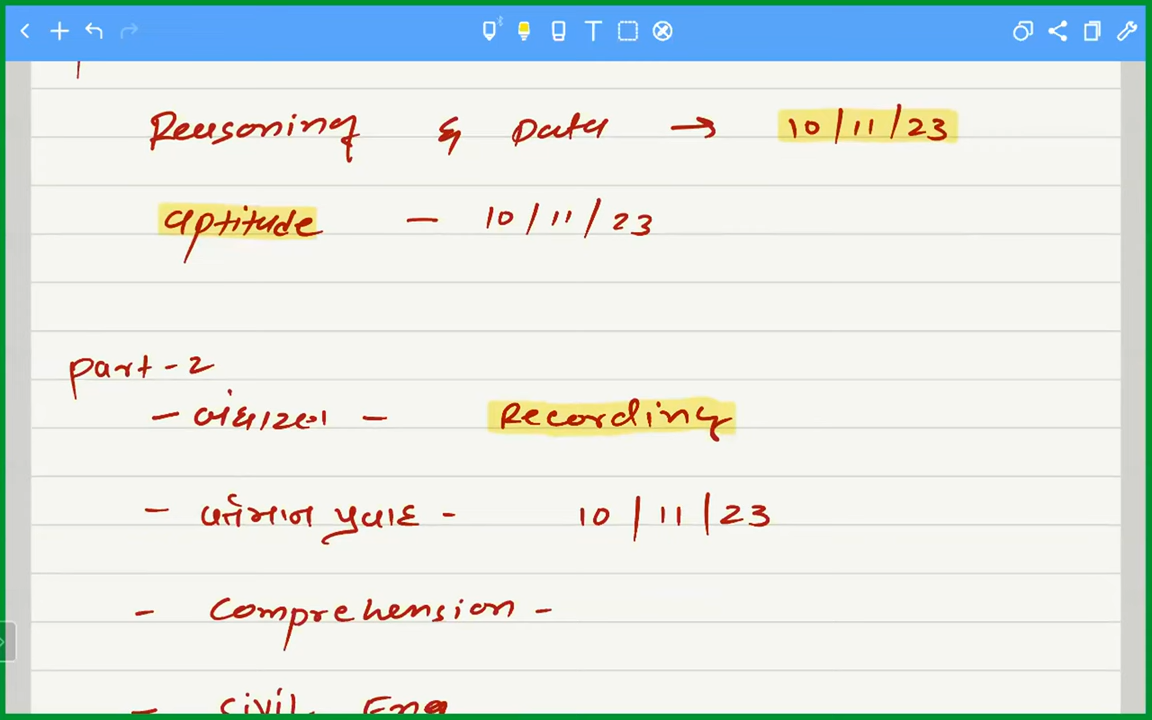 Reasoning & Data → 10/11/23
aptitude - 10/11/23
part-2
- બંધારણ - Recording
- વર્તમાન પ્રવાહ - 10/11/23
- Comprehension -
- Civil Eng